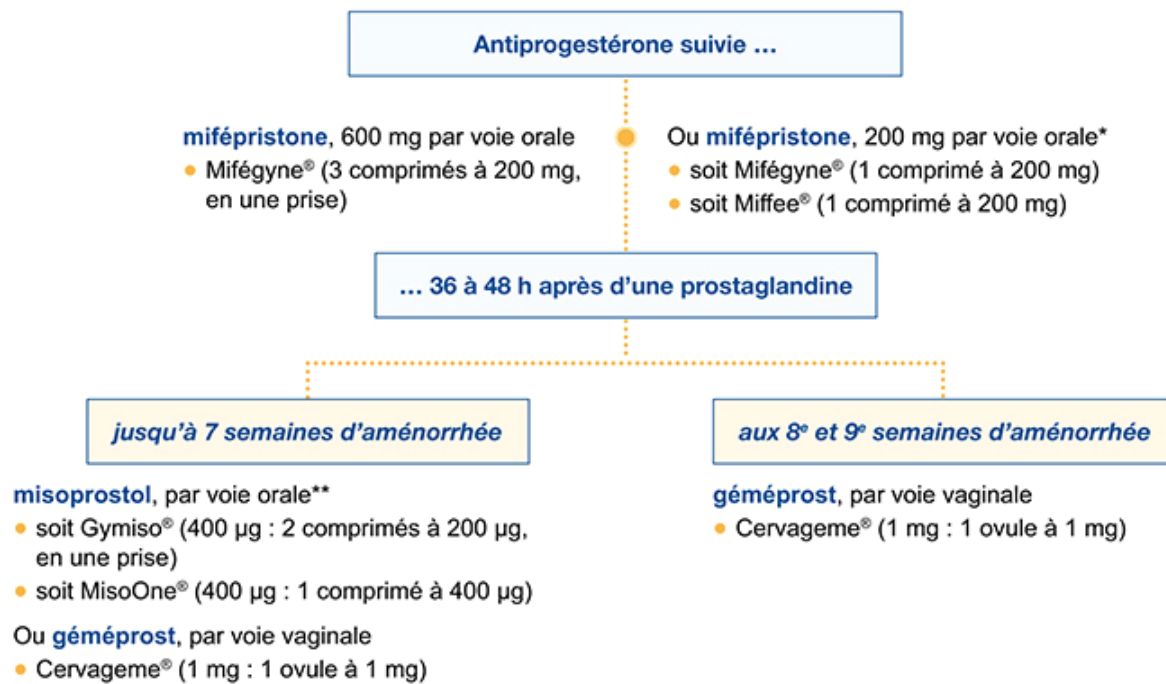 Antiprogestérone suivie ...
mifépristone, 600 mg par voie orale
• Mifégyne® (3 comprimés à 200 mg,
en une prise)
Ou mifépristone, 200 mg par voie orale*
• soit Mifégyne® (1 comprimé à 200 mg)
• soit Miffee® (1 comprimé à 200 mg)
... 36 à 48 h après d’une prostaglandine
jusqu’à 7 semaines d’aménorrhée
misoprostol, par voie orale**
• soit Gymiso® (400 µg : 2 comprimés à 200 µg,
en une prise)
• soit MisoOne® (400 µg : 1 comprimé à 400 µg)
Ou géméprost, par voie vaginale
• Cervageme® (1 mg : 1 ovule à 1 mg)
aux 8e et 9e semaines d’aménorrhée
géméprost, par voie vaginale
• Cervageme® (1 mg : 1 ovule à 1 mg)